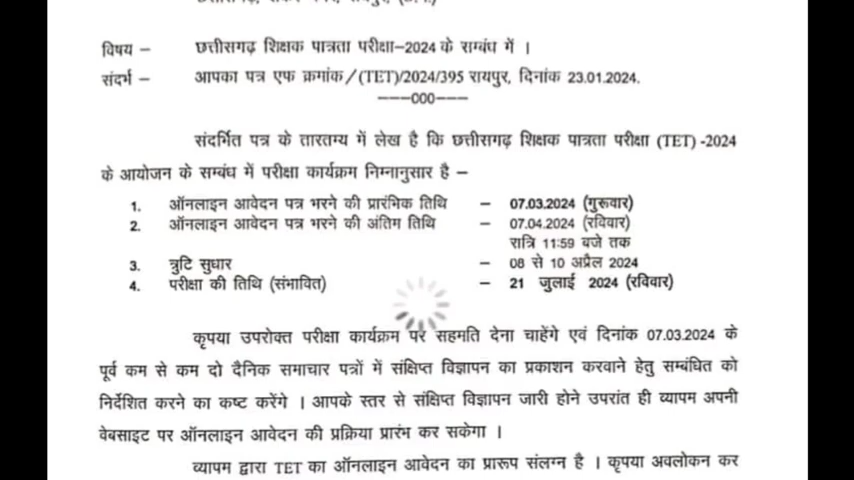 विषय – छत्तीसगढ़ शिक्षक पात्रता परीक्षा–2024 के सम्बंध में ।
संदर्भ – आपका पत्र एफ क्रमांक/(TET)/2024/395 रायपुर, दिनांक 23.01.2024.
---000---
संदर्भित पत्र के तारतम्य में लेख है कि छत्तीसगढ़ शिक्षक पात्रता परीक्षा (TET) -2024
के आयोजन के सम्बंध में परीक्षा कार्यक्रम निम्नानुसार है –
1. ऑनलाइन आवेदन पत्र भरने की प्रारंभिक तिथि – 07.03.2024 (गुरूवार)
2. ऑनलाइन आवेदन पत्र भरने की अंतिम तिथि – 07.04.2024 (रविवार)
रात्रि 11:59 बजे तक
3. त्रुटि सुधार – 08 से 10 अप्रैल 2024
4. परीक्षा की तिथि (संभावित) – 21 जुलाई 2024 (रविवार)
कृपया उपरोक्त परीक्षा कार्यक्रम पर सहमति देना चाहेंगे एवं दिनांक 07.03.2024 के
पूर्व कम से कम दो दैनिक समाचार पत्रों में संक्षिप्त विज्ञापन का प्रकाशन करवाने हेतु सम्बंधित को
निर्देशित करने का कष्ट करेंगे । आपके स्तर से संक्षिप्त विज्ञापन जारी होने उपरांत ही व्यापम अपनी
वेबसाइट पर ऑनलाइन आवेदन की प्रक्रिया प्रारंभ कर सकेगा ।
व्यापम द्वारा TET का ऑनलाइन आवेदन का प्रारूप संलग्न है । कृपया अवलोकन कर